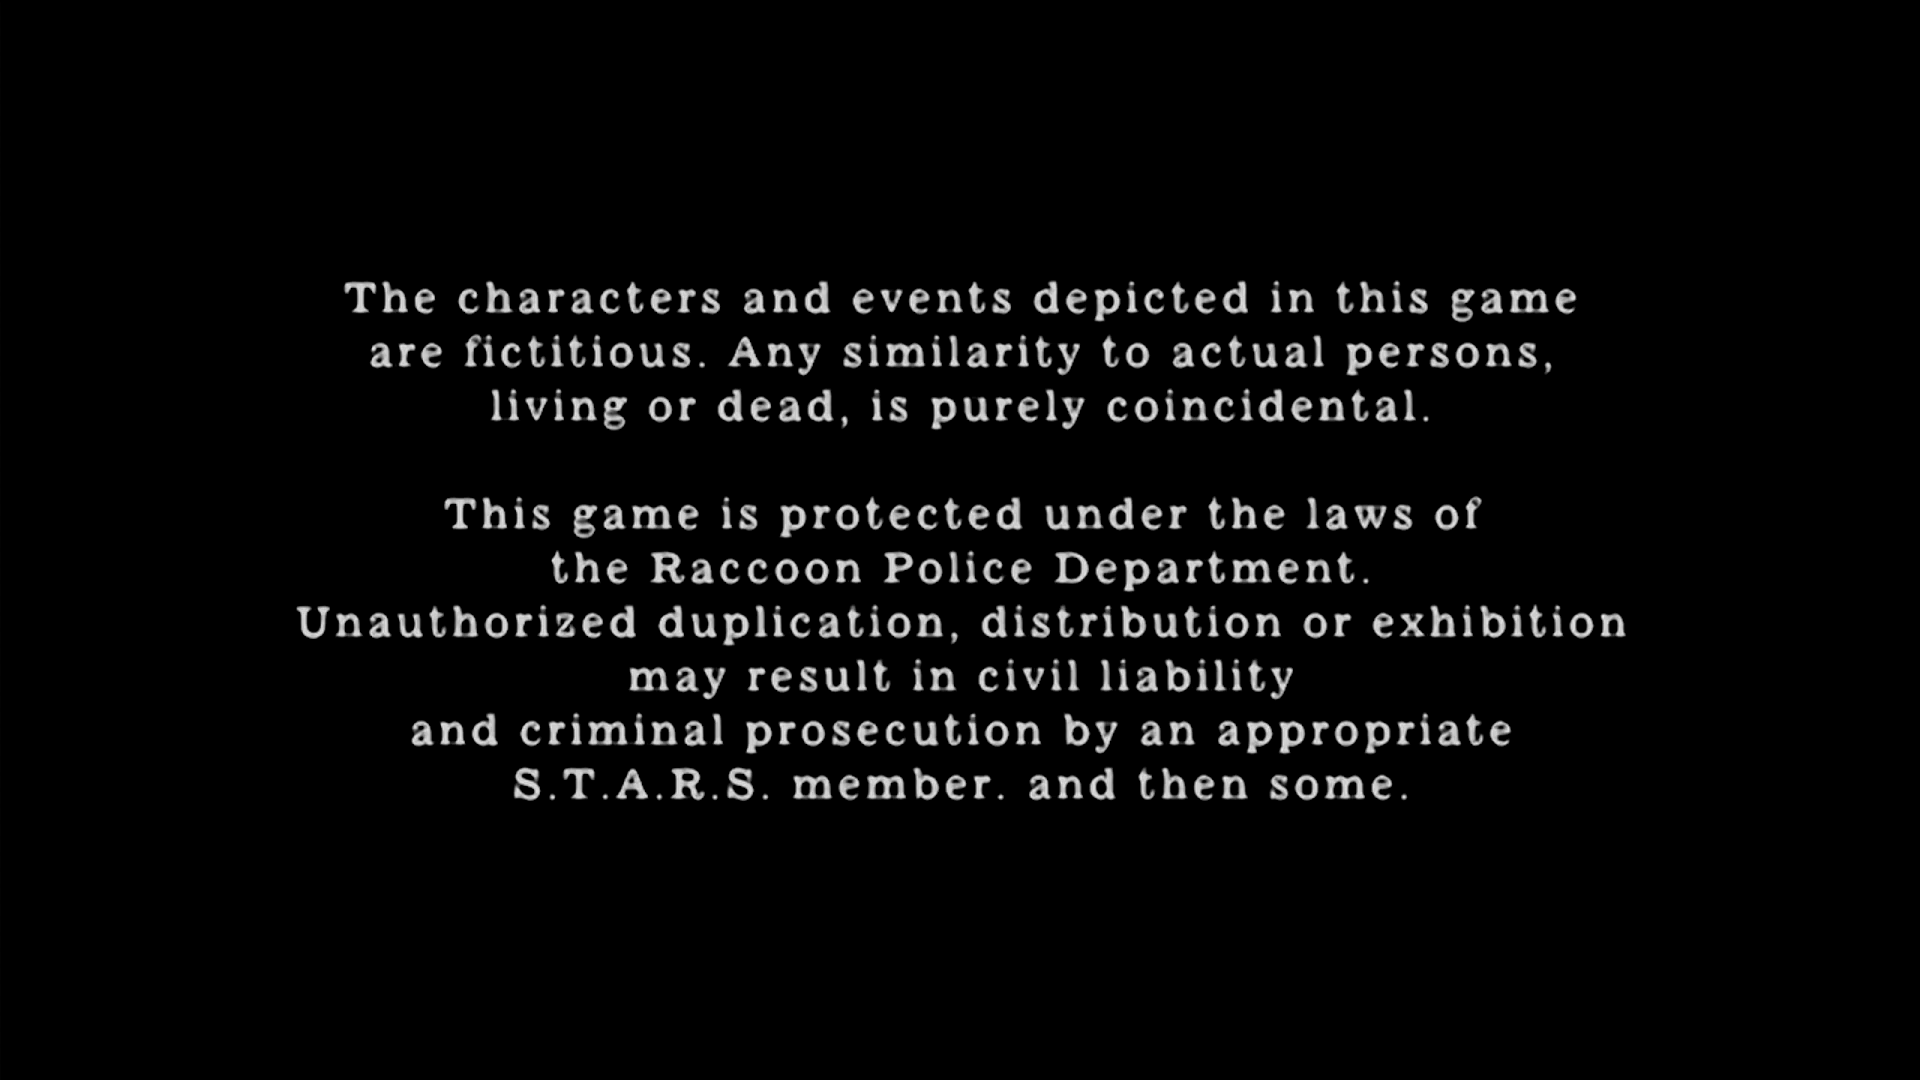 The characters and events depicted in this game
are fictitious. Any similarity to actual persons,
living or dead, is purely coincidental.
This game is protected under the laws of
the Raccoon Police Department.
Unauthorized duplication, distribution or exhibition
may result in civil liability
and criminal prosecution by an appropriate
S.T.A.R.S. member. and then some.